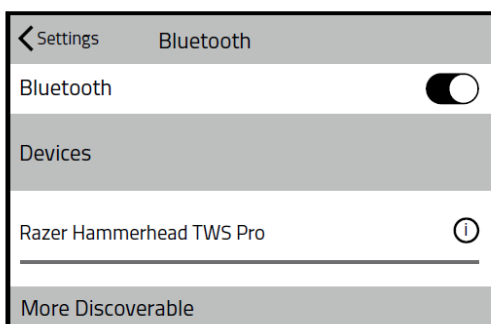 Settings Bluetooth
Bluetooth
Devices
Razer Hammerhead TWS Pro
More Discoverable